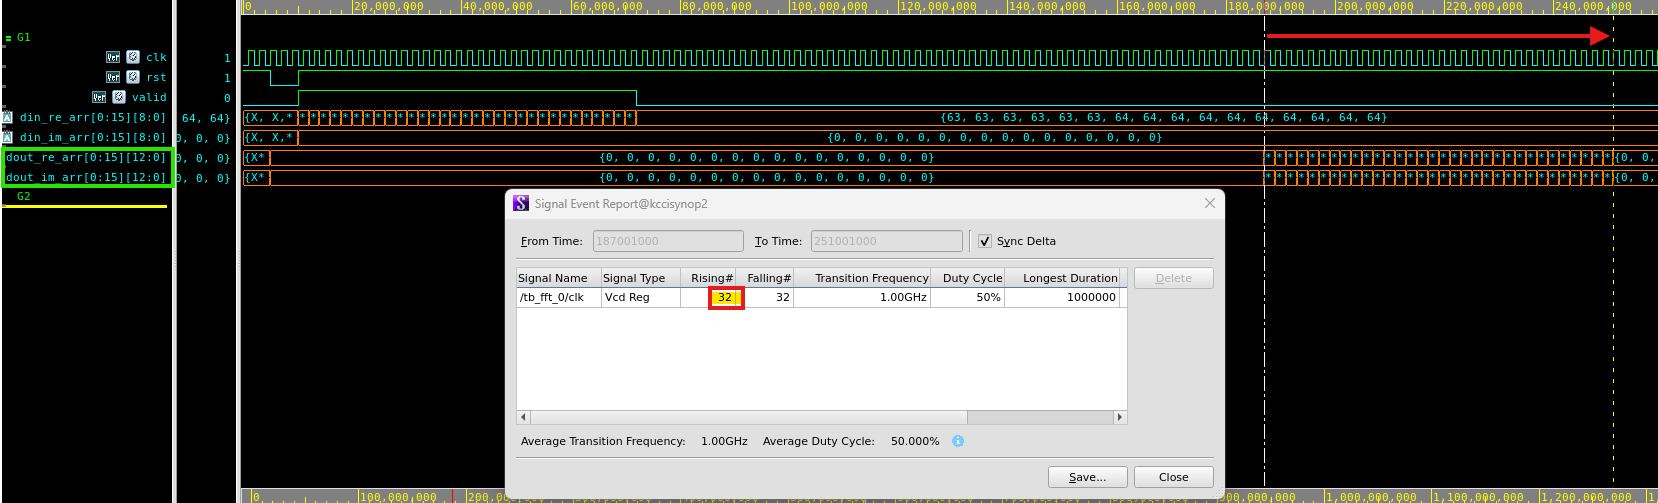 0 20,000,000 40,000,000 60,000,000 80,000,000 100,000,000 120,000,000 140,000,000 160,000,000 180,000,000 200,000,000 220,000,000 240,000,000
= G1
Ver clk 1
Ver rst 1
Ver valid 0
A din_re_arr[0:15][8:0] 64, 64} {X, X,* {63, 63, 63, 63, 63, 63, 64, 64, 64, 64, 64, 64, 64, 64, 64, 64}
A din_im_arr[0:15][8:0] 0, 0, 0} {X, X,* {0, 0, 0, 0, 0, 0, 0, 0, 0, 0, 0, 0, 0, 0, 0, 0}
dout_re_arr[0:15][12:0] 0, 0, 0} {X* {0, 0, 0, 0, 0, 0, 0, 0, 0, 0, 0, 0, 0, 0, 0, 0} {0, 0,
dout_im_arr[0:15][12:0] 0, 0, 0} {X* {0, 0, 0, 0, 0, 0, 0, 0, 0, 0, 0, 0, 0, 0, 0, 0} {0, 0,
G2
Signal Event Report@kccisynop2
From Time: 187001000 To Time: 251001000 Sync Delta
Signal Name Signal Type Rising# Falling# Transition Frequency Duty Cycle Longest Duration Delete
/tb_fft_0/clk Vcd Reg 32 32 1.00GHz 50% 1000000
Average Transition Frequency: 1.00GHz Average Duty Cycle: 50.000%
Save... Close
0 100,000,000 200,000 00,000,000 1,000,000,000 1,100,000,000 1,200,000,000